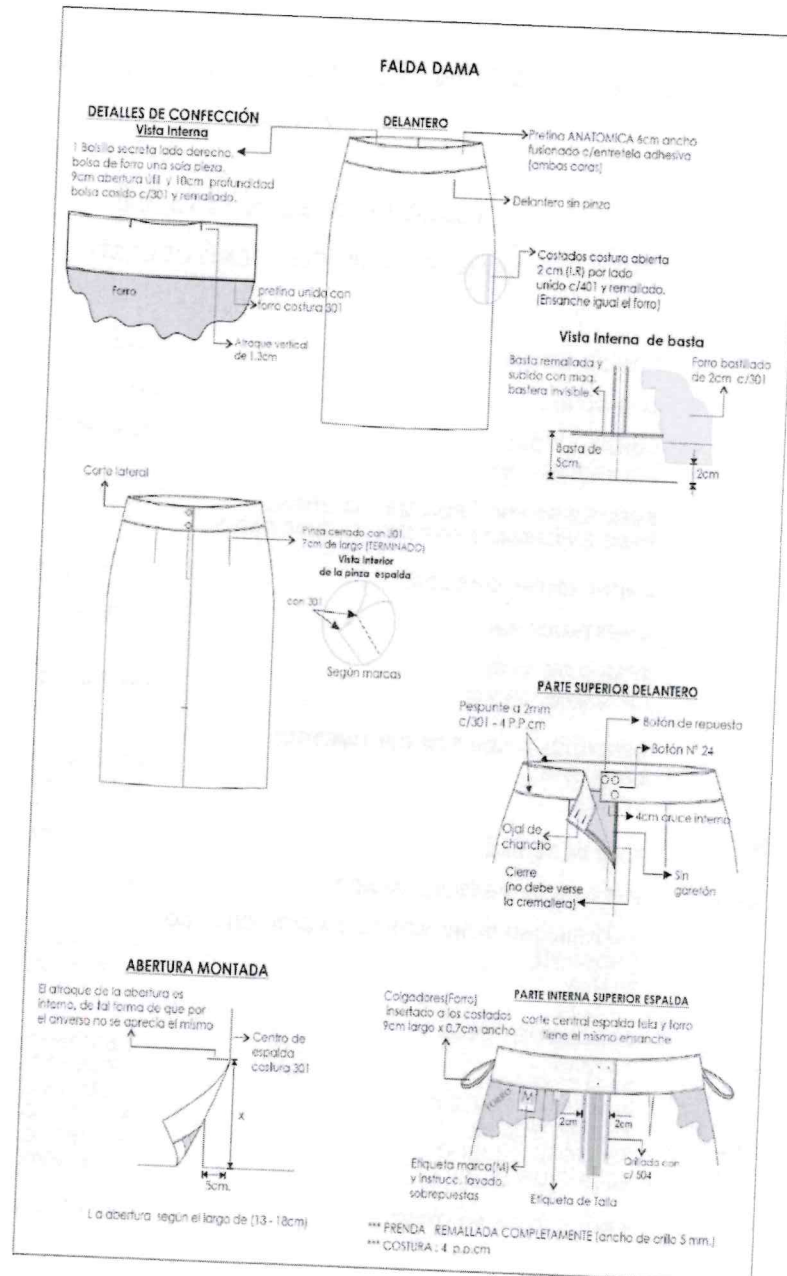 FALDA DAMA
DETALLES DE CONFECCIÓN
Vista Interna
1 Bolsillo secreta lado derecho,
bolsa de forro una sola pieza.
9cm abertura útil y 10cm profundidad
bolsa cosido c/301 y remallado.
DELANTERO
Pretina ANATOMICA 6cm ancho
fusionado c/entretela adhesiva
(ambas caras)
Delantero sin pinza
Costados costura abierta
2 cm (I.R) por lado
unido c/401 y remallado.
(Ensanche igual el forro)
Forro
pretina unida con
forro costura 301
Atraque vertical
de 1.3cm
Vista Interna de basta
Basta remallada y
subida con maq.
bastera invisible.
Forro bastillado
de 2cm c/301
Basta de
5cm.
2cm
Corte lateral
Pinza cerrado con 301.
7cm de largo (TERMINADO)
Vista Interior
de la pinza espalda
con 301
Según marcas
PARTE SUPERIOR DELANTERO
Pespunte a 2mm
c/301 - 4 P.P.cm
Botón de repuesto
Botón N° 24
4cm cruce interno
Ojal de
chancho
Cierre
(no debe verse
la cremallera)
Sin
garetón
ABERTURA MONTADA
El atraque de la abertura es
interno, de tal forma de que por
el anverso no se aprecia el mismo
Centro de
espalda
costura 301
X
5cm.
La abertura según el largo de (13 - 18cm)
PARTE INTERNA SUPERIOR ESPALDA
Colgadores(Forro)
insertado a los costados
9cm largo x 0.7cm ancho
corte central espalda tela y forro
tiene el mismo ensanche
FORRO
M
2cm
2cm
Etiqueta marca(M)
y instrucc. lavado,
sobrepuestas
Etiqueta de Talla
Orillado con
c/ 504
*** PRENDA REMALLADA COMPLETAMENTE (ancho de orillo 5 mm.)
*** COSTURA : 4 p.p.cm